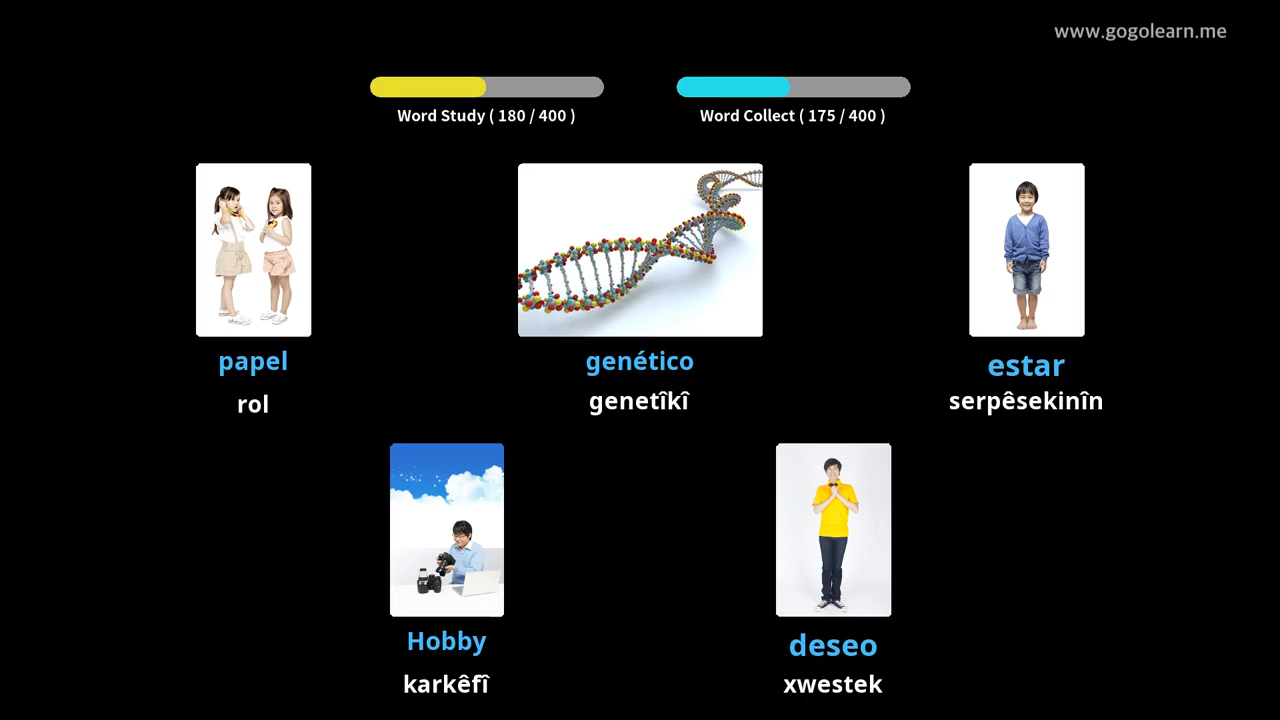 www.gogolearn.me
Word Study ( 180 / 400 )
Word Collect ( 175 / 400 )
papel
rol
genético
genetîkî
estar
serpêsekinîn
Hobby
karkêfî
deseo
xwestek